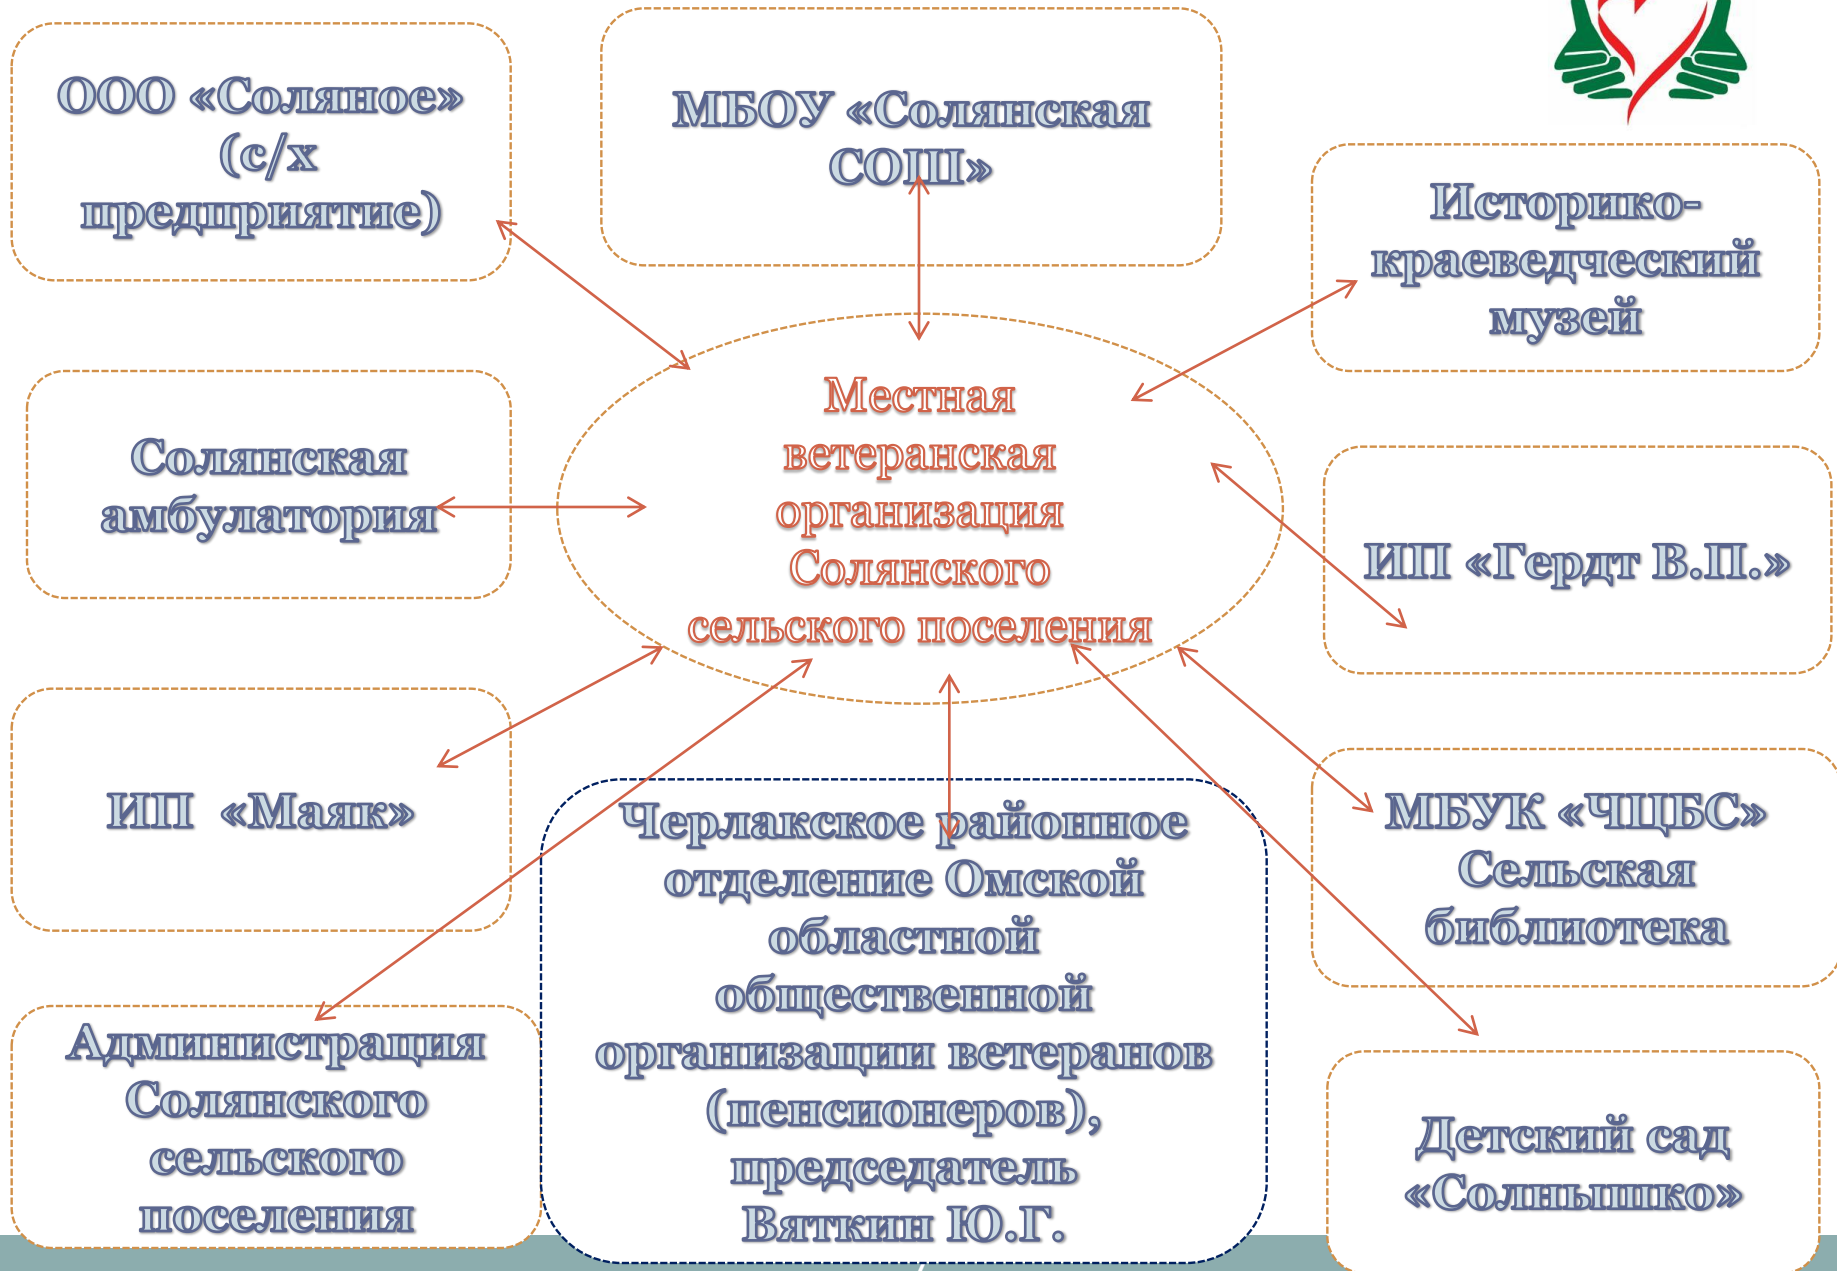 ООО «Соляное»
(с/х
предприятие)
МБОУ «Солянская
СОШ»
Историко-
краеведческий
музей
Солянская
амбулатория
Местная
ветеранская
организация
Солянского
сельского поселения
ИП «Гердт В.П.»
ИП «Маяк»
Черлакское районное
отделение Омской
областной
общественной
организации ветеранов
(пенсионеров),
председатель
Вяткин Ю.Г.
МБУК «ЧЦБС»
Сельская
библиотека
Администрация
Солянского
сельского
поселения
Детский сад
«Солнышко»